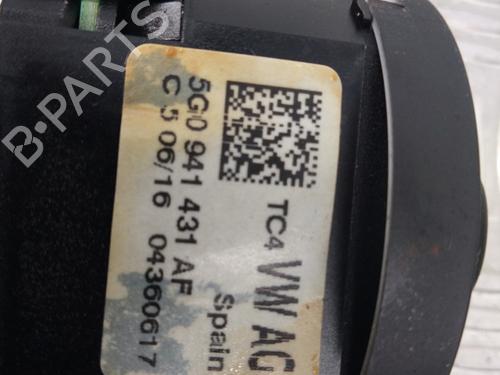 B-PARTS
5G0 941 431 AF
C 5 06/16 04360617
TC4 VW AG
Spain